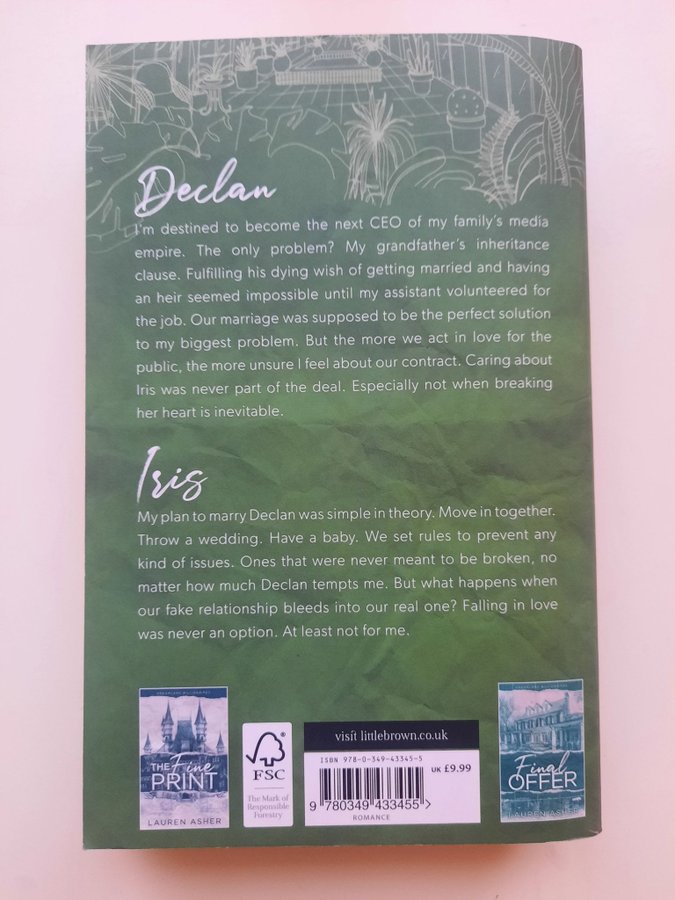 Declan
I'm destined to become the next CEO of my family's media
empire. The only problem? My grandfather's inheritance
clause. Fulfilling his dying wish of getting married and having
an heir seemed impossible until my assistant volunteered for
the job. Our marriage was supposed to be the perfect solution
to my biggest problem. But the more we act in love for the
public, the more unsure I feel about our contract. Caring about
Iris was never part of the deal. Especially not when breaking
her heart is inevitable.
Iris
My plan to marry Declan was simple in theory. Move in together.
Throw a wedding. Have a baby. We set rules to prevent any
kind of issues. Ones that were never meant to be broken, no
matter how much Declan tempts me. But what happens when
our fake relationship bleeds into our real one? Falling in love
was never an option. At least not for me.
THE Fine
PRINT
LAUREN ASHER
®
FSC
The Mark of
Responsible
Forestry
visit littlebrown.co.uk
ISBN 978-0-349-43345-5
UK £9.99
9 780349 433455 >
ROMANCE
Final
OFFER
LAUREN ASHER